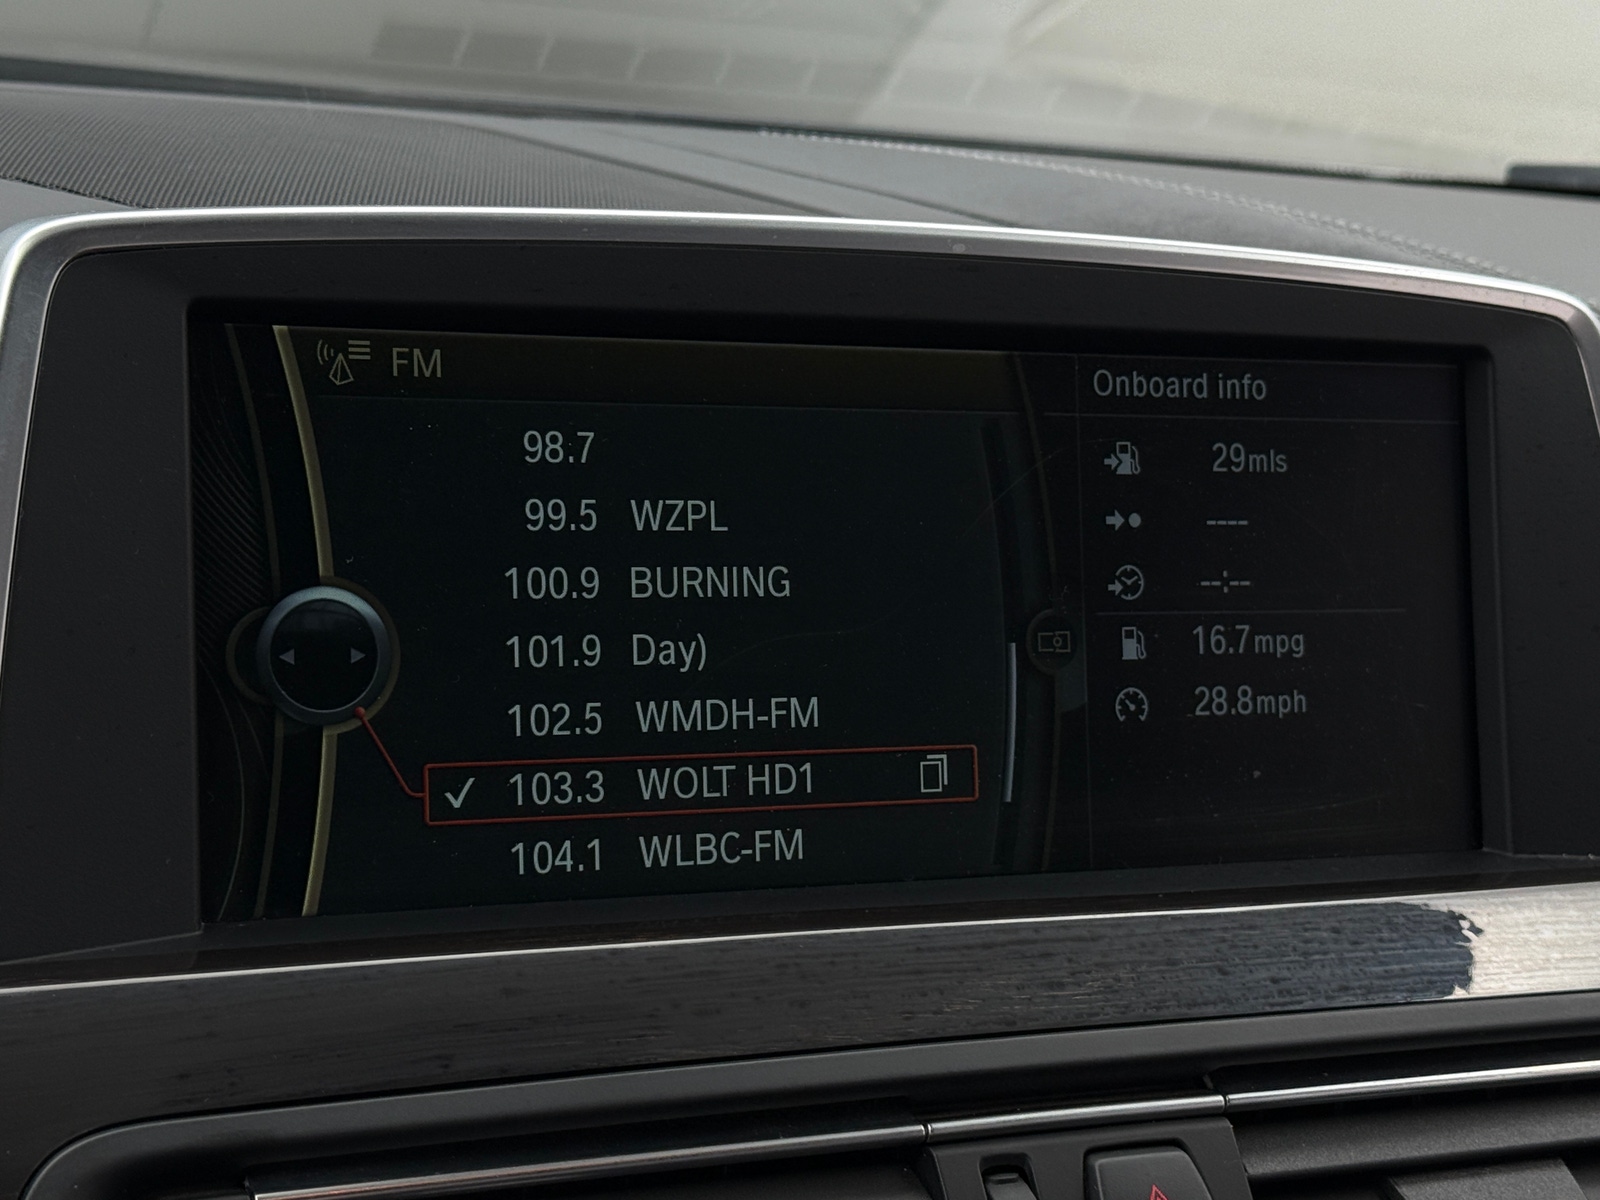 FM
98.7
99.5 WZPL
100.9 BURNING
101.9 Day)
102.5 WMDH-FM
103.3 WOLT HD1
104.1 WLBC-FM
Onboard info
29mls
----
--:--
16.7mpg
28.8mph